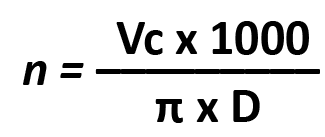 n = Vc x 1000
π x D